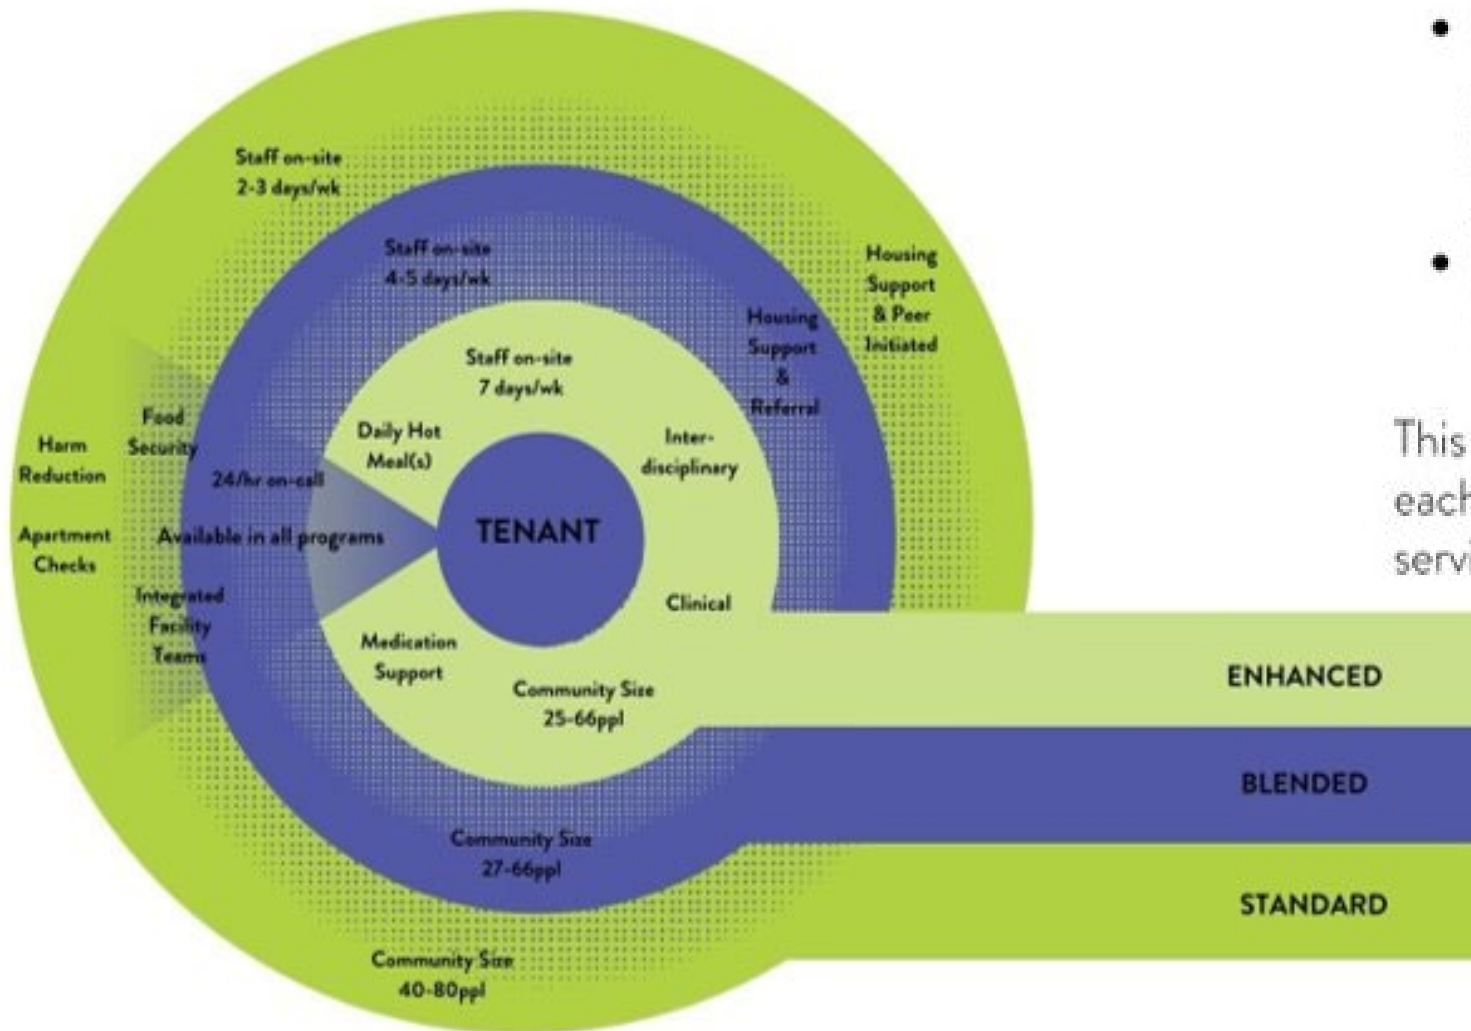 Staff on-site
2-3 days/wk
Staff on-site
4-5 days/wk
Housing
Support
& Peer
Initiated
Housing
Support
&
Referral
Staff on-site
7 days/wk
Daily Hot
Meal(s)
Inter-
disciplinary
Food
Security
Harm
Reduction
24/hr on-call
Available in all programs
TENANT
Apartment
Checks
Integrated
Facility
Teams
Clinical
Medication
Support
Community Size
25-66ppl
Community Size
27-66ppl
Community Size
40-80ppl
ENHANCED
BLENDED
STANDARD
This
each
servi